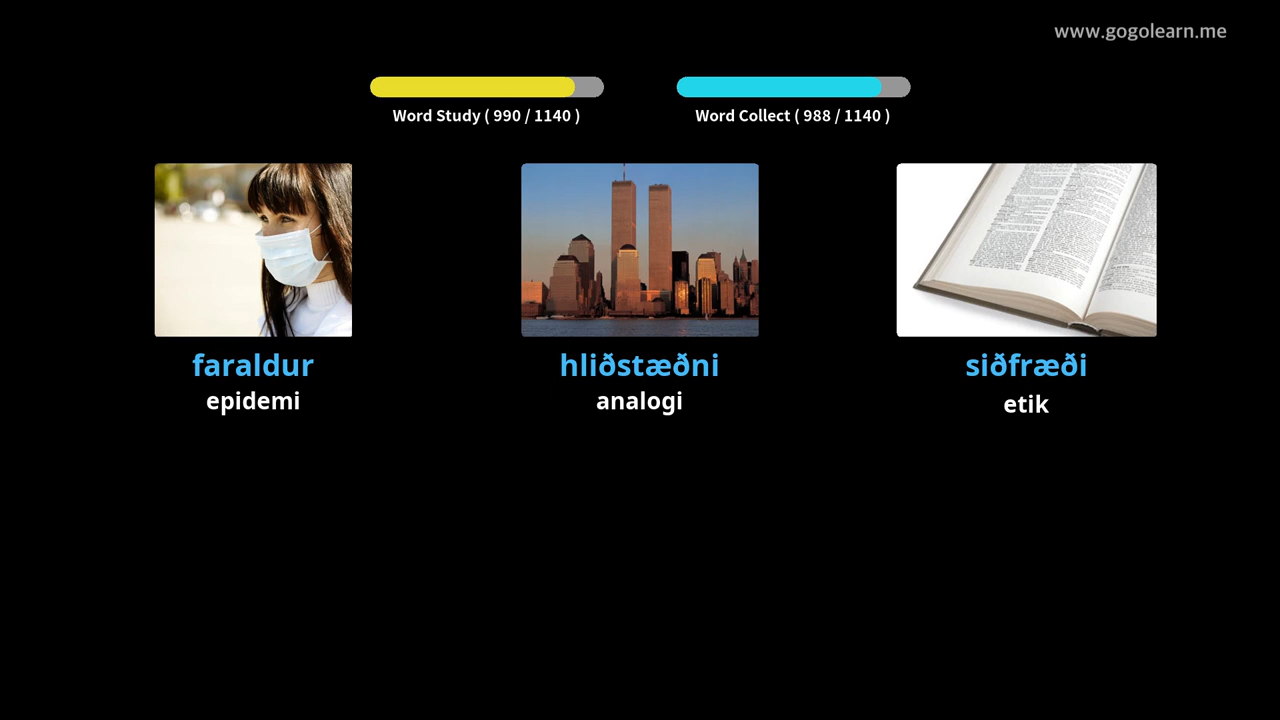 www.gogolearn.me
Word Study ( 990 / 1140 )
Word Collect ( 988 / 1140 )
faraldur
hliðstæðni
siðfræði
epidemi
analogi
etik